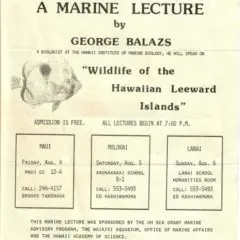 A MARINE LECTURE
by
GEORGE BALAZS
A BIOLOGIST AT THE HAWAII INSTITUTE OF MARINE BIOLOGY, HE WILL SPEAK ON
"Wildlife of the
Hawaiian Leeward
Islands"
ADMISSION IS FREE. ALL LECTURES BEGIN AT 7:00 P.M.
MAUI
FRIDAY, AUG. 4
MAUI CC 12-A
CALL: 244-4157
BROOKS TAKENAKA
MOLOKAI
SATURDAY, AUG. 5
KAUNAKAKAI SCHOOL
B-1
CALL: 553-5493
ED KASHIWAMURA
LANAI
SUNDAY, AUG. 6
LANAI SCHOOL
HUMANITIES ROOM
CALL: 553-5493
ED KASHIWAMURA
THIS MARINE LECTURE WAS SPONSORED BY THE UH SEA GRANT MARINE
ADVISORY PROGRAM, THE WAIKIKI AQUARIUM, OFFICE OF MARINE AFFAIRS
AND THE HAWAII ACADEMY OF SCIENCE.